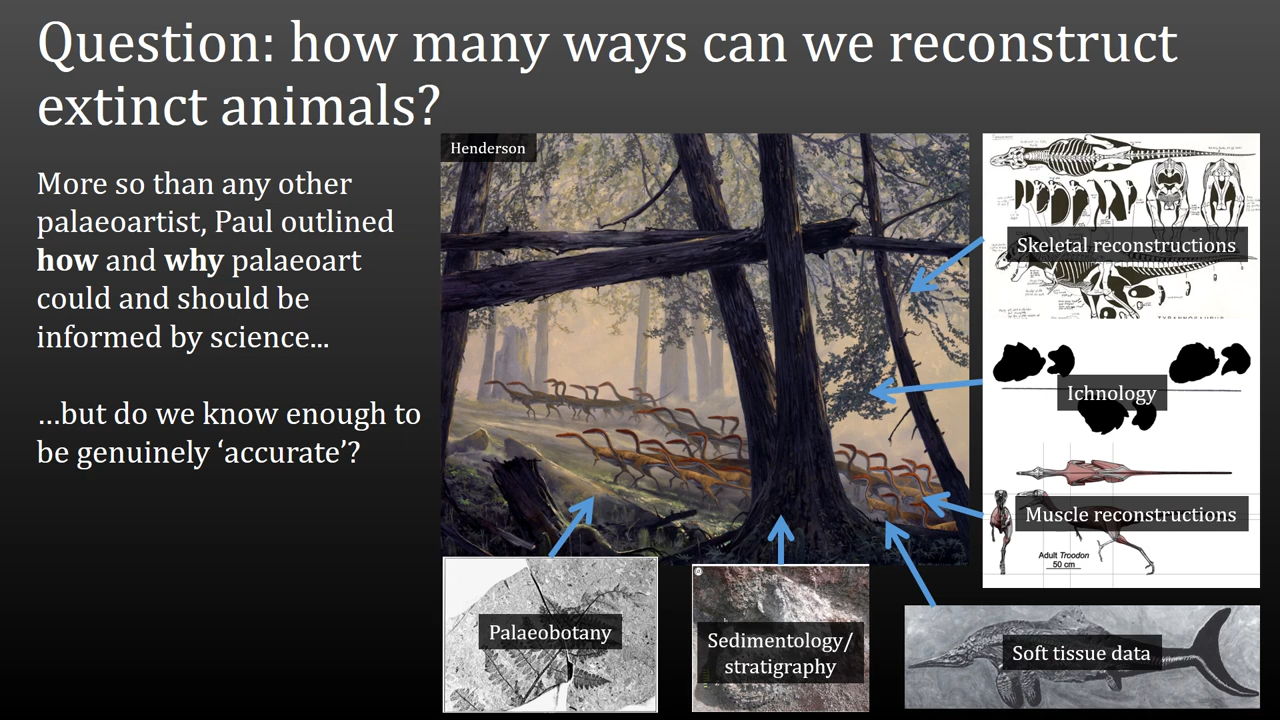 Question: how many ways can we reconstruct
extinct animals?
More so than any other
palaeoartist, Paul outlined
how and why palaeoart
could and should be
informed by science...
...but do we know enough to
be genuinely ‘accurate’?
Henderson
Skeletal reconstructions
TYRANNOSAURUS
Ichnology
Muscle reconstructions
Adult Troodon
50 cm
Palaeobotany
Sedimentology/
stratigraphy
Soft tissue data